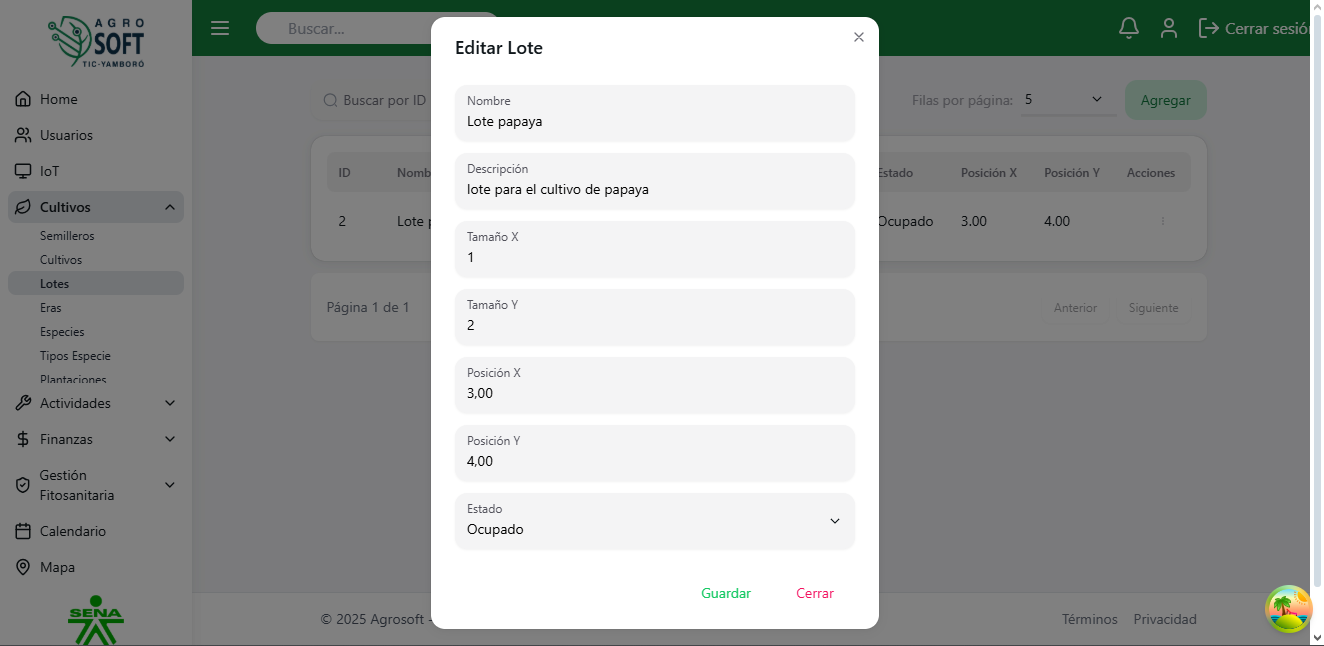 AGRO
SOFT
TIC-YAMBORÓ
Buscar...
Cerrar sesión
Home
Usuarios
IoT
Cultivos
Semilleros
Cultivos
Lotes
Eras
Especies
Tipos Especie
Plantaciones
Actividades
Finanzas
Gestión
Fitosanitaria
Calendario
Mapa
SENA
Buscar por ID
Filas por página: 5
Agregar
ID Nomb Estado Posición X Posición Y Acciones
2 Lote p Ocupado 3.00 4.00
Página 1 de 1
Anterior Siguiente
Editar Lote
Nombre
Lote papaya
Descripción
lote para el cultivo de papaya
Tamaño X
1
Tamaño Y
2
Posición X
3,00
Posición Y
4,00
Estado
Ocupado
Guardar Cerrar
© 2025 Agrosoft -
Términos Privacidad